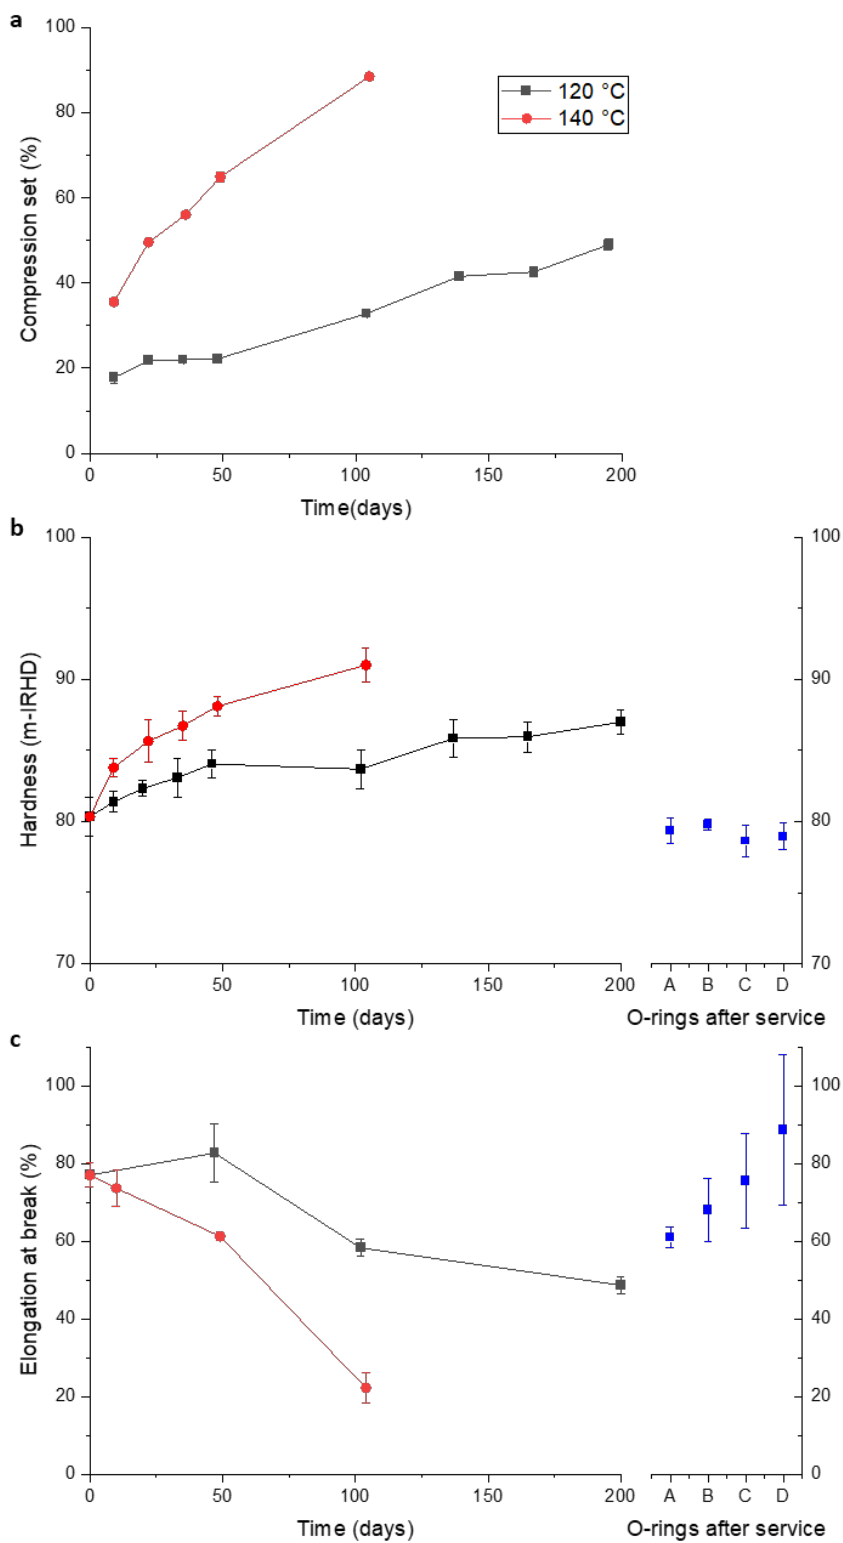 a
100
80
60
40
20
0
Compression set (%)
120 °C
140 °C
0 50 100 150 200
Time(days)
b
100
90
80
70
Hardness (m-IRHD)
100
90
80
70
0 50 100 150 200
A B C D
Time (days)
O-rings after service
c
100
80
60
40
20
0
Elongation at break (%)
100
80
60
40
20
0
0 50 100 150 200
A B C D
Time (days)
O-rings after service